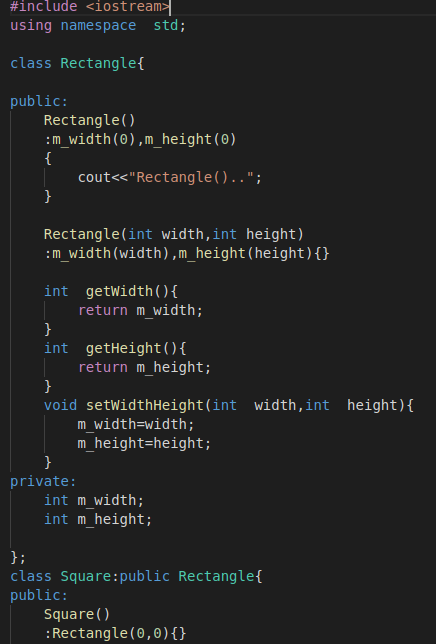 #include <iostream>
using namespace  std;
class Rectangle{
public:
    Rectangle()
    :m_width(0),m_height(0)
    {
        cout<<"Rectangle()..";
    }
    Rectangle(int width,int height)
    :m_width(width),m_height(height){}
    int  getWidth(){
        return m_width;
    }
    int  getHeight(){
        return m_height;
    }
    void setWidthHeight(int  width,int  height){
        m_width=width;
        m_height=height;
    }
private:
    int m_width;
    int m_height;
};
class Square:public Rectangle{
public:
    Square()
    :Rectangle(0,0){}